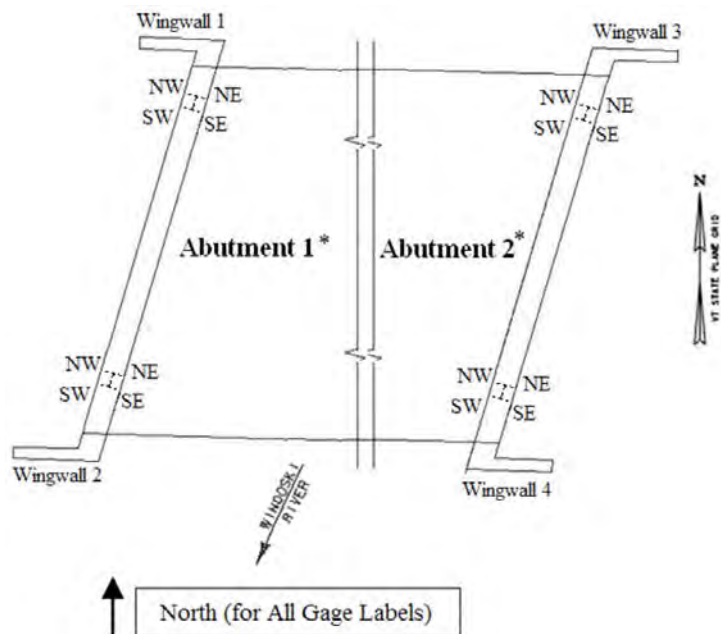 Wingwall 1
Wingwall 3
NW NE
SW SE
NW NE
SW SE
N
VT STATE PLANE GRID
Abutment 1*
Abutment 2*
NW NE
SW SE
NW NE
SW SE
Wingwall 2
Wingwall 4
WINOOSKI
RIVER
North (for All Gage Labels)